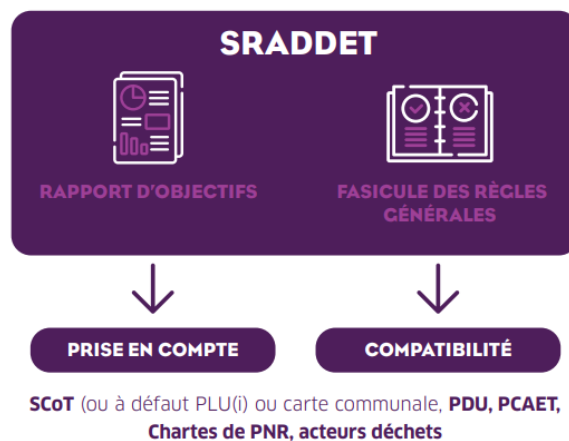 SRADDET
RAPPORT D'OBJECTIFS
FASICULE DES RÈGLES
GÉNÉRALES
PRISE EN COMPTE
COMPATIBILITÉ
SCoT (ou à défaut PLU(i) ou carte communale, PDU, PCAET,
Chartes de PNR, acteurs déchets